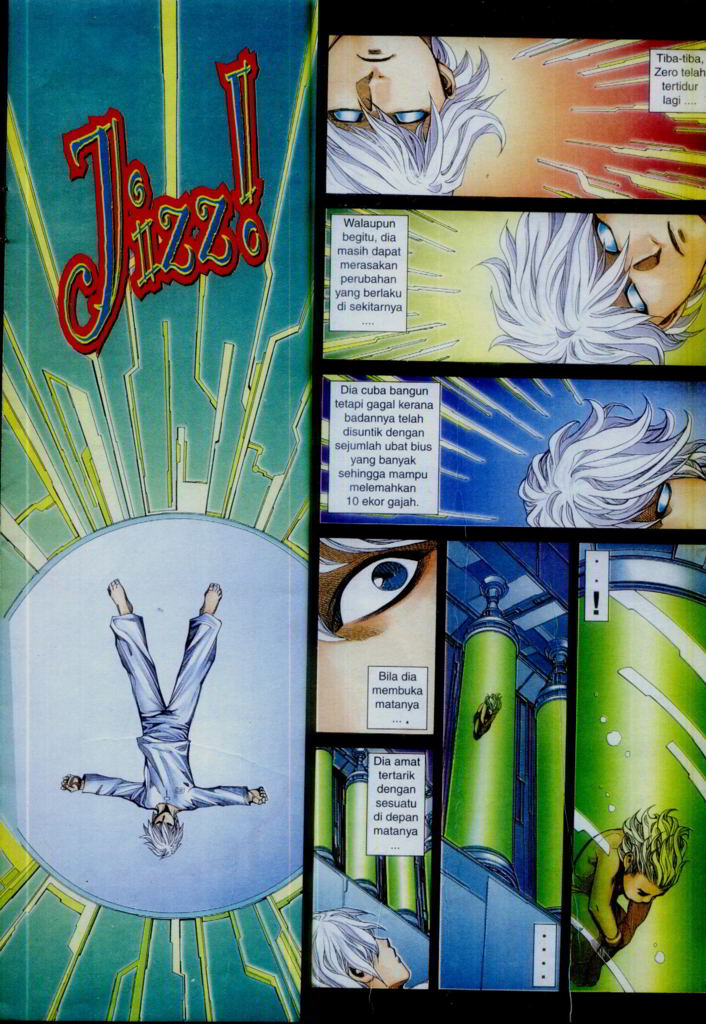 Jizz!
Tiba-tiba,
Zero telah
tertidur
lagi ....
Walaupun
begitu, dia
masih dapat
merasakan
perubahan
yang berlaku
di sekitarnya
....
Dia cuba bangun
tetapi gagal kerana
badannya telah
disuntik dengan
sejumlah ubat bius
yang banyak
sehingga mampu
melemahkan
10 ekor gajah.
Bila dia
membuka
matanya
... .
Dia amat
tertarik
dengan
sesuatu
di depan
matanya
...
....
...!